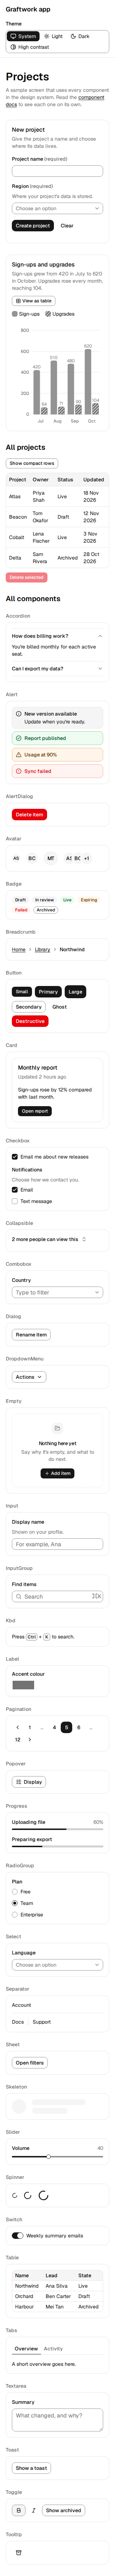 Graftwork app
Theme
System
Light
Dark
High contrast
Projects
A sample screen that uses every component
in the design system. Read the component
docs to see each one on its own.
New project
Give the project a name and choose
where its data lives.
Project name (required)
Region (required)
Where your project's data is stored.
Choose an option
Create project
Clear
Sign-ups and upgrades
Sign-ups grew from 420 in July to 620
in October. Upgrades rose every month,
reaching 104.
View as table
Sign-ups
Upgrades
800
600
400
200
0
420
64
510
71
480
90
620
104
Jul
Aug
Sep
Oct
All projects
Show compact rows
Project Owner Status Updated
Atlas Priya Shah Live 18 Nov 2026
Beacon Tom Okafor Draft 12 Nov 2026
Cobalt Lena Fischer Live 3 Nov 2026
Delta Sam Rivera Archived 28 Oct 2026
Delete selected
All components
Accordion
How does billing work?
You're billed monthly for each active
seat.
Can I export my data?
Alert
New version available
Update when you're ready.
Report published
Usage at 90%
Sync failed
AlertDialog
Delete item
Avatar
AS
BC
MT
+1
Badge
Draft
In review
Live
Expiring
Failed
Archived
Breadcrumb
Home
Library
Northwind
Button
Small
Primary
Large
Secondary
Ghost
Destructive
Card
Monthly report
Updated 2 hours ago
Sign-ups rose by 12% compared
with last month.
Open report
Checkbox
Email me about new releases
Notifications
Choose how we contact you.
Email
Text message
Collapsible
2 more people can view this
Combobox
Country
Type to filter
Dialog
Rename item
DropdownMenu
Actions
Empty
Nothing here yet
Say why it's empty, and what to
do next.
Add item
Input
Display name
Shown on your profile.
For example, Ana
InputGroup
Find items
Search
⌘K
Kbd
Press Ctrl + K to search.
Label
Accent colour
Pagination
1
…
4
5
6
…
12
Popover
Display
Progress
Uploading file 60%
Preparing export
RadioGroup
Plan
Free
Team
Enterprise
Select
Language
Choose an option
Separator
Account
Docs
Support
Sheet
Open filters
Skeleton
Slider
Volume 40
Spinner
Switch
Weekly summary emails
Table
Name Lead State
Northwind Ana Silva Live
Orchard Ben Carter Draft
Harbour Mei Tan Archived
Tabs
Overview
Activity
A short overview goes here.
Textarea
Summary
What changed, and why?
Toast
Show a toast
Toggle
B
I
Show archived
Tooltip